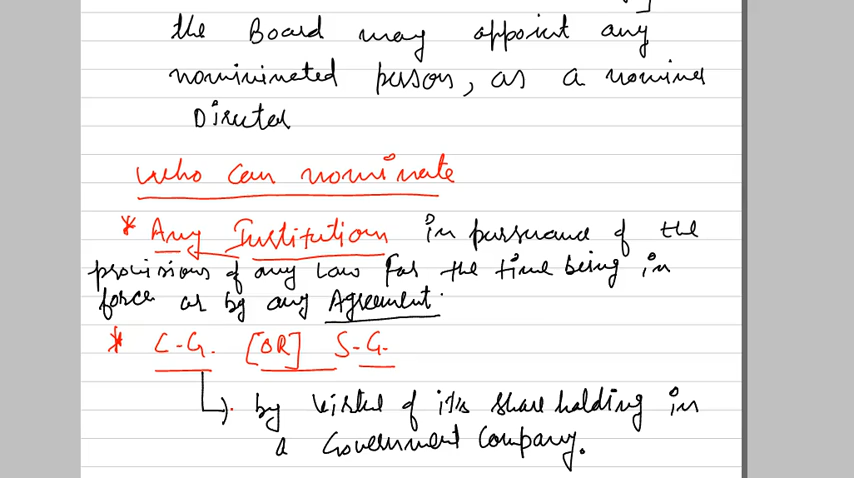 the Board may appoint any
nomininated person, as a nominee
Director
who can nominate
* Any Institution in pursuance of the
provisions of any Law for the time being in
force or by any Agreement.
* C.G. [OR] S.G.
by virtue of it's share holding in
a Government Company.